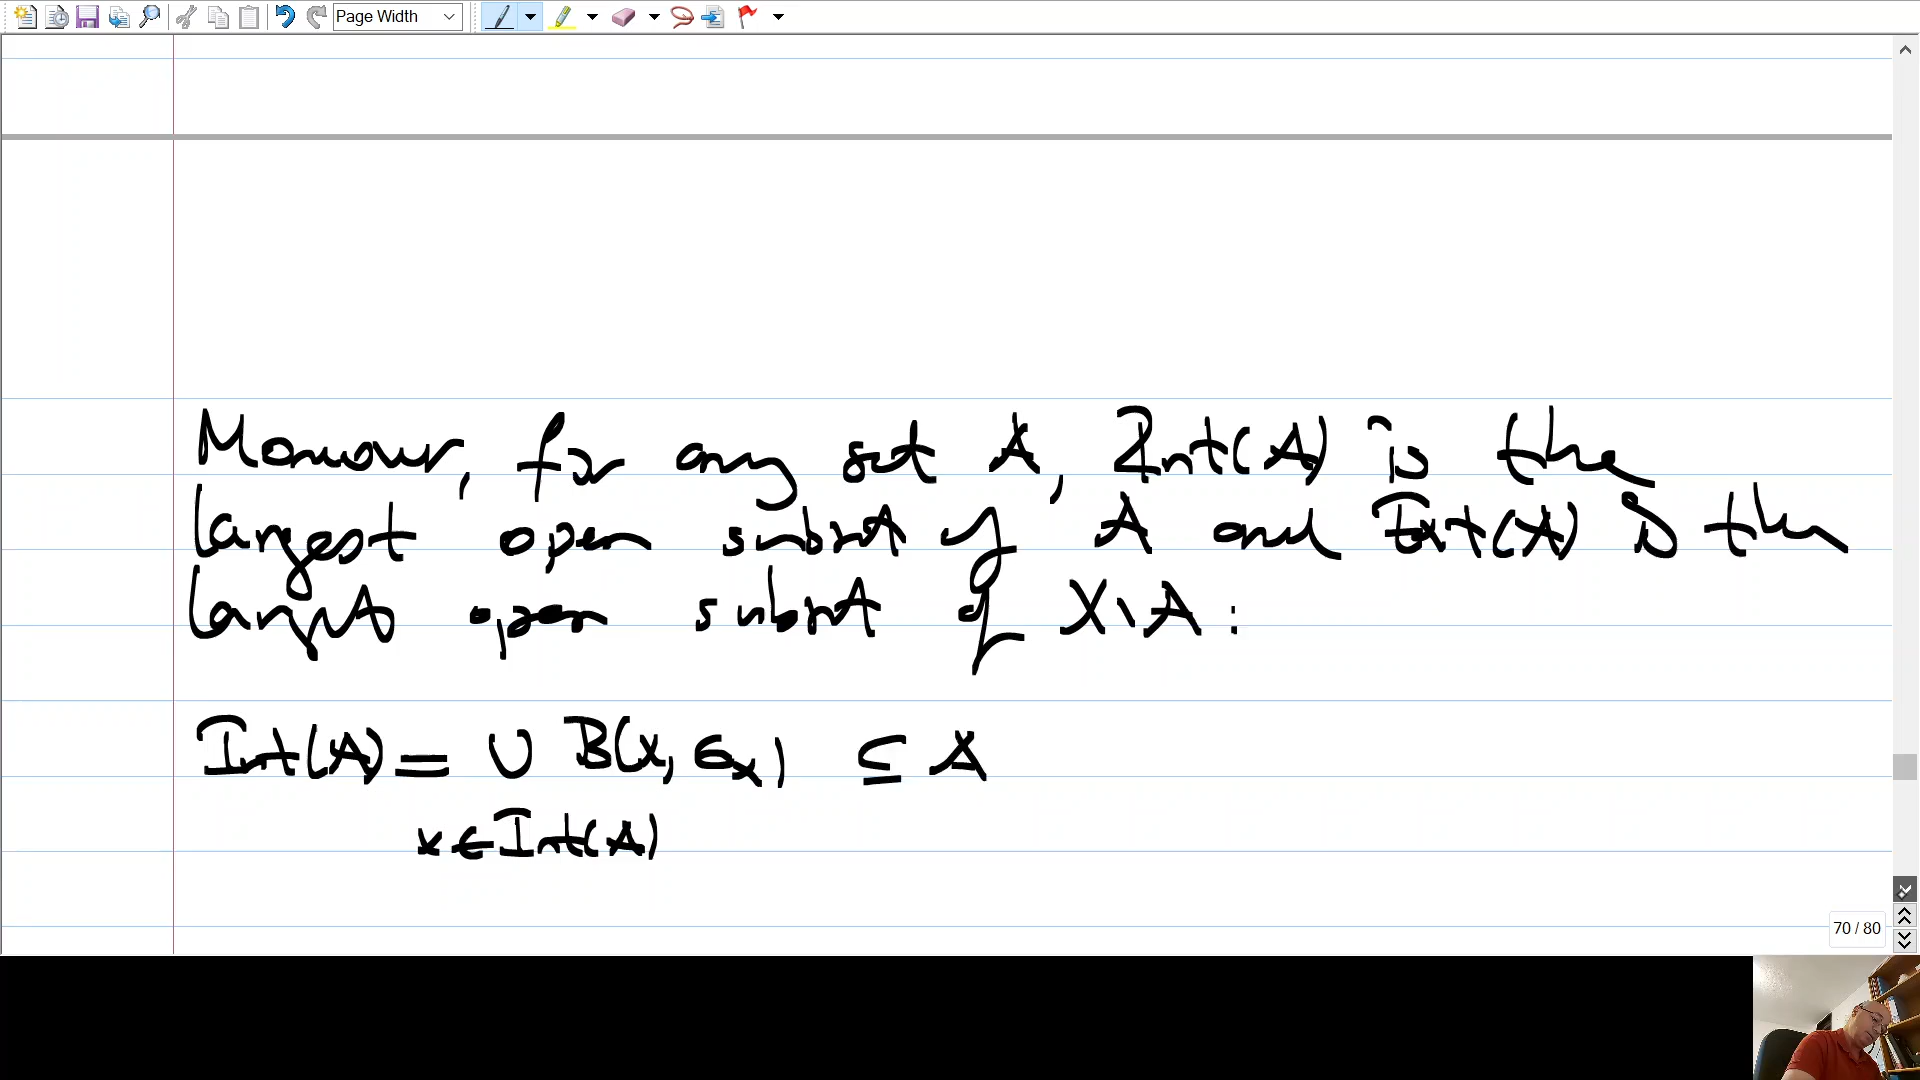 Page Width
Moreover, for any set A, Int(A) is the
largest open subset of A and Ext(A) is the
largest open subset of X\A:
Int(A) = ∪ B(x, ϵₓ) ⊆ A
x∈Int(A)
70 / 80